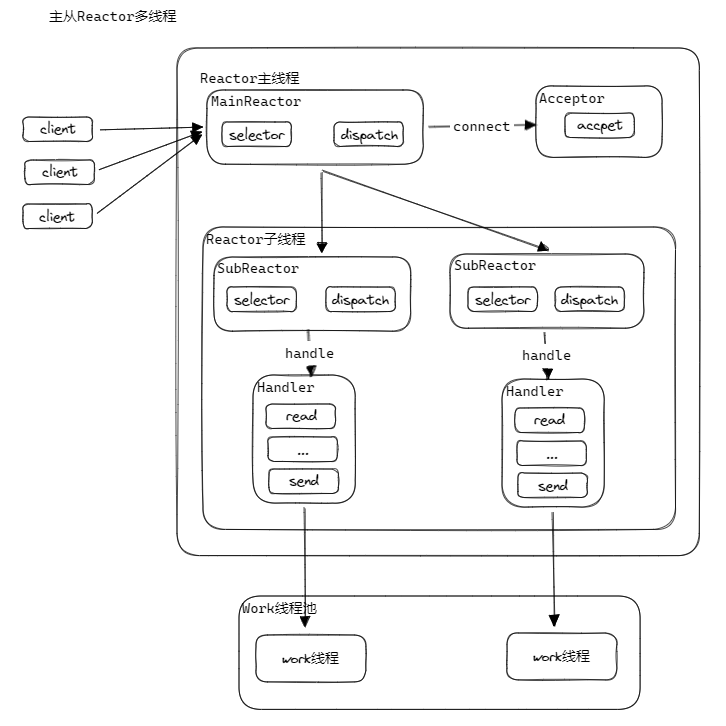 主从Reactor多线程
Reactor主线程
MainReactor
selector
dispatch
connect
Acceptor
accpet
client
client
client
Reactor子线程
SubReactor
selector
dispatch
SubReactor
selector
dispatch
handle
handle
Handler
read
...
send
Handler
read
...
send
Work线程池
work线程
work线程